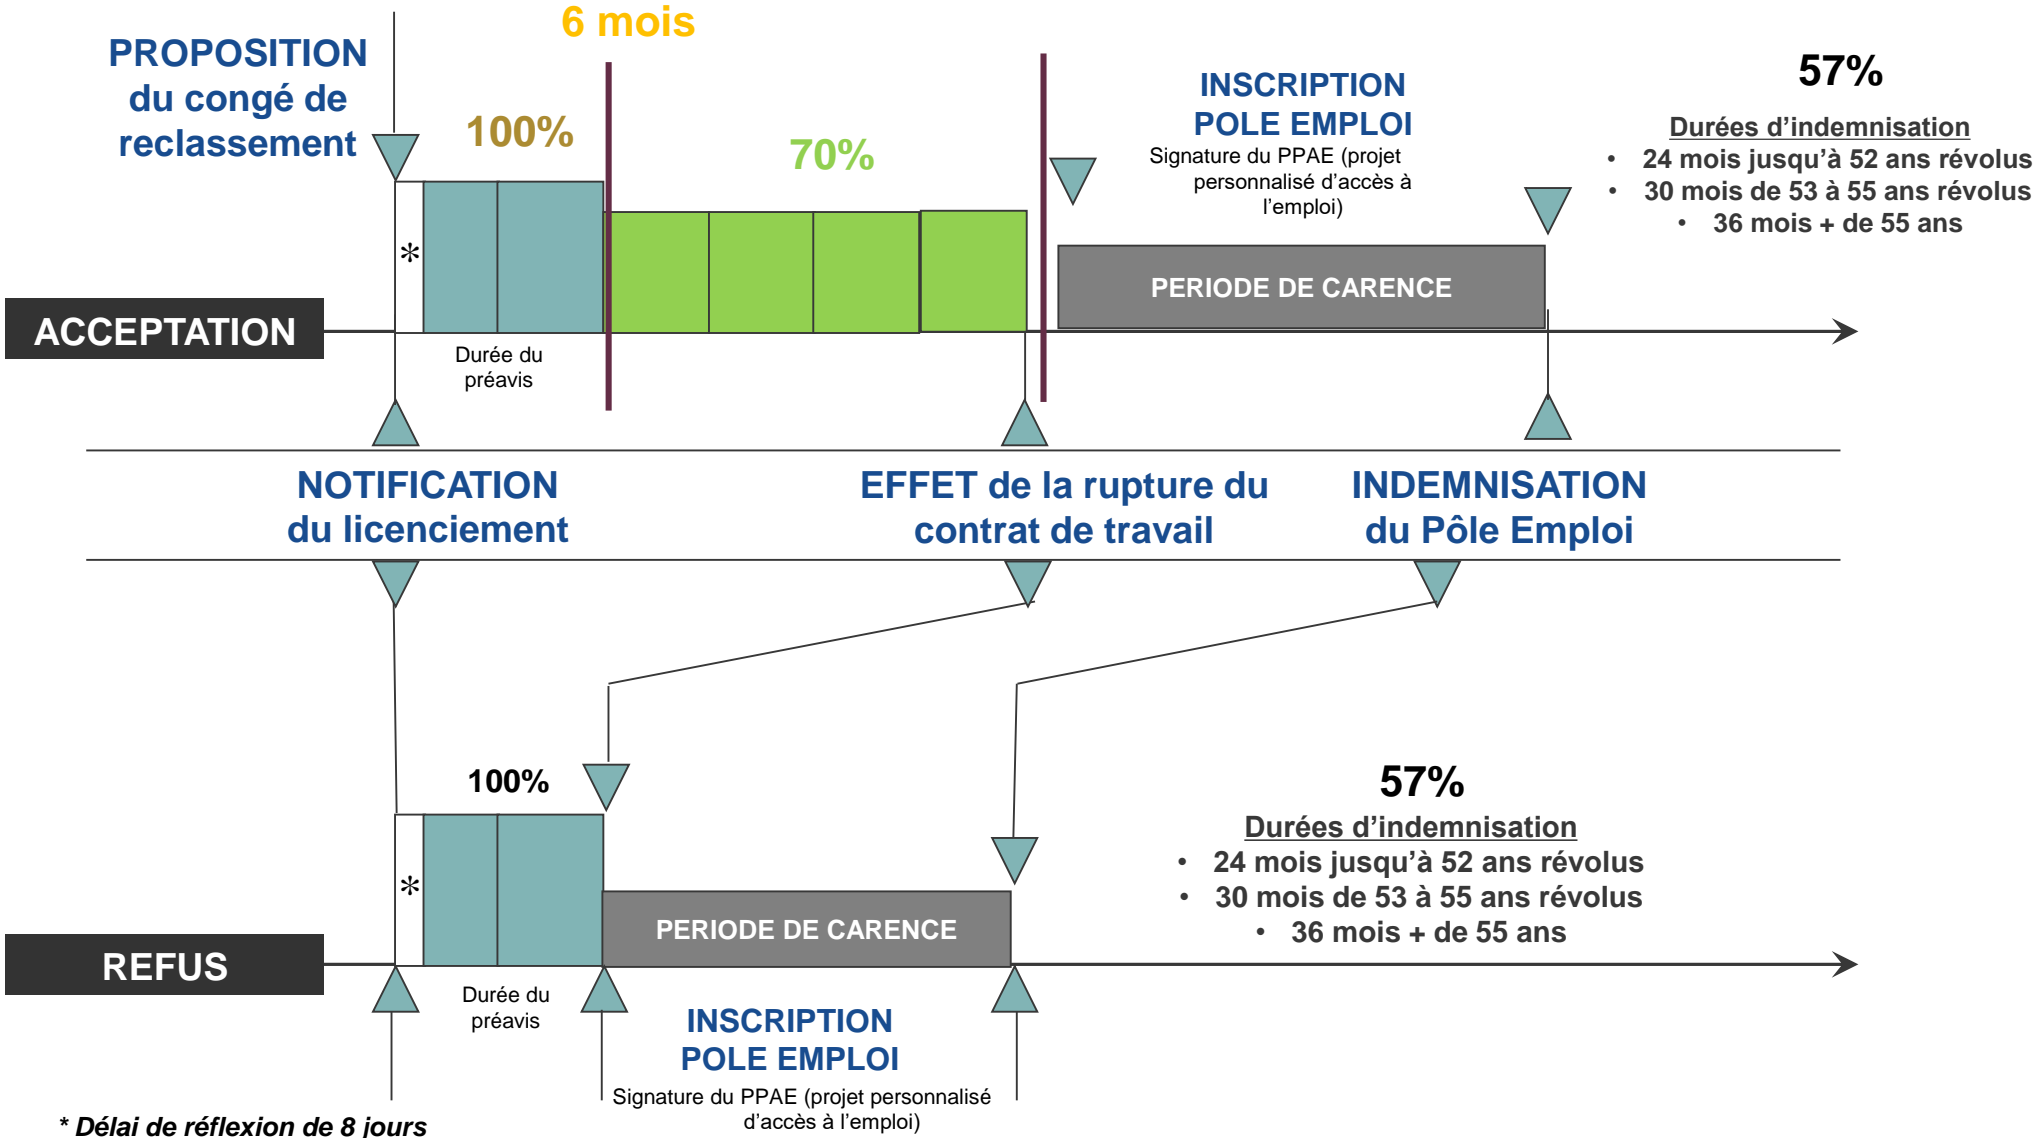 6 mois
PROPOSITION
du congé de
reclassement
100%
70%
INSCRIPTION
POLE EMPLOI
Signature du PPAE (projet
personnalisé d'accès à
l'emploi)
57%
Durées d'indemnisation
• 24 mois jusqu'à 52 ans révolus
• 30 mois de 53 à 55 ans révolus
• 36 mois + de 55 ans
*
PERIODE DE CARENCE
ACCEPTATION
Durée du
préavis
NOTIFICATION
du licenciement
EFFET de la rupture du
contrat de travail
INDEMNISATION
du Pôle Emploi
100%
57%
Durées d'indemnisation
• 24 mois jusqu'à 52 ans révolus
• 30 mois de 53 à 55 ans révolus
• 36 mois + de 55 ans
*
PERIODE DE CARENCE
REFUS
Durée du
préavis
INSCRIPTION
POLE EMPLOI
Signature du PPAE (projet personnalisé
d'accès à l'emploi)
* Délai de réflexion de 8 jours